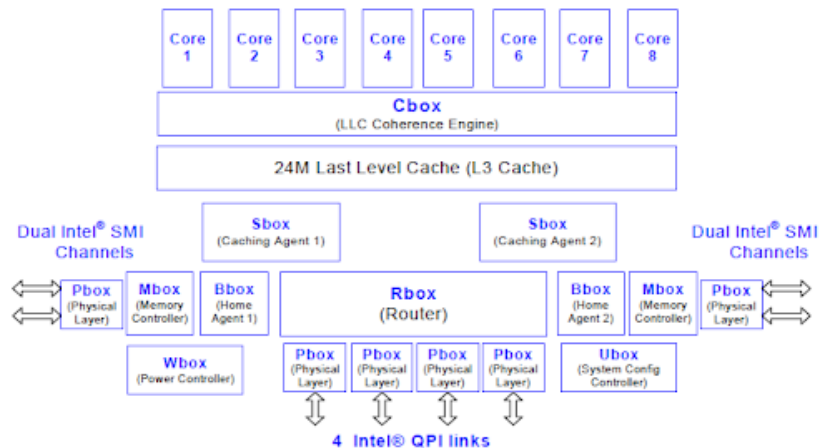 Core 1
Core 2
Core 3
Core 4
Core 5
Core 6
Core 7
Core 8
Cbox
(LLC Coherence Engine)
24M Last Level Cache (L3 Cache)
Dual Intel® SMI
Channels
Sbox
(Caching Agent 1)
Sbox
(Caching Agent 2)
Dual Intel® SMI
Channels
Pbox
(Physical
Layer)
Mbox
(Memory
Controller)
Bbox
(Home
Agent 1)
Rbox
(Router)
Bbox
(Home
Agent 2)
Mbox
(Memory
Controller)
Pbox
(Physical
Layer)
Wbox
(Power Controller)
Pbox
(Physical
Layer)
Pbox
(Physical
Layer)
Pbox
(Physical
Layer)
Pbox
(Physical
Layer)
Ubox
(System Config
Controller)
4 Intel® QPI links